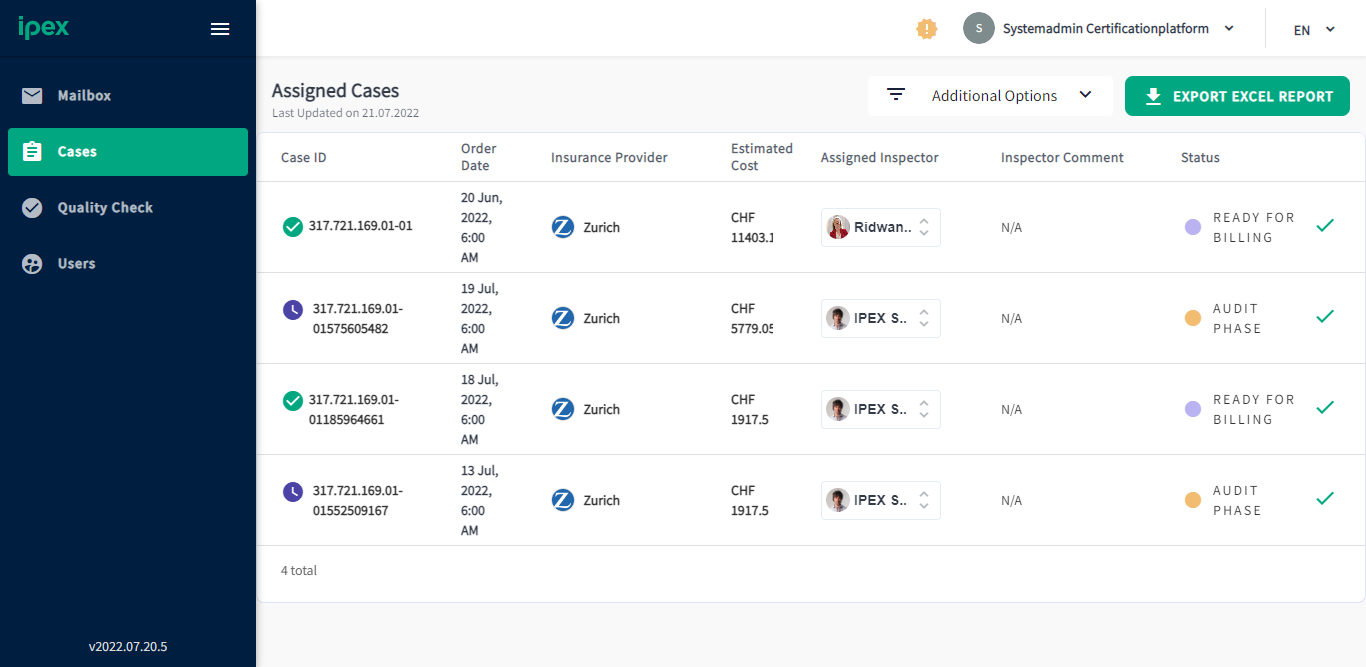 ipex
Mailbox
Cases
Quality Check
Users
v2022.07.20.5
!
S
Systemadmin Certificationplatform
EN
Assigned Cases
Last Updated on 21.07.2022
Additional Options
EXPORT EXCEL REPORT
Case ID
Order
Date
Insurance Provider
Estimated
Cost
Assigned Inspector
Inspector Comment
Status
317.721.169.01-01
20 Jun,
2022,
6:00
AM
Z
Zurich
CHF
11403.1
Ridwan..
N/A
READY FOR
BILLING
317.721.169.01-
01575605482
19 Jul,
2022,
6:00
AM
Z
Zurich
CHF
5779.05
IPEX S..
N/A
AUDIT
PHASE
317.721.169.01-
01185964661
18 Jul,
2022,
6:00
AM
Z
Zurich
CHF
1917.5
IPEX S..
N/A
READY FOR
BILLING
317.721.169.01-
01552509167
13 Jul,
2022,
6:00
AM
Z
Zurich
CHF
1917.5
IPEX S..
N/A
AUDIT
PHASE
4 total